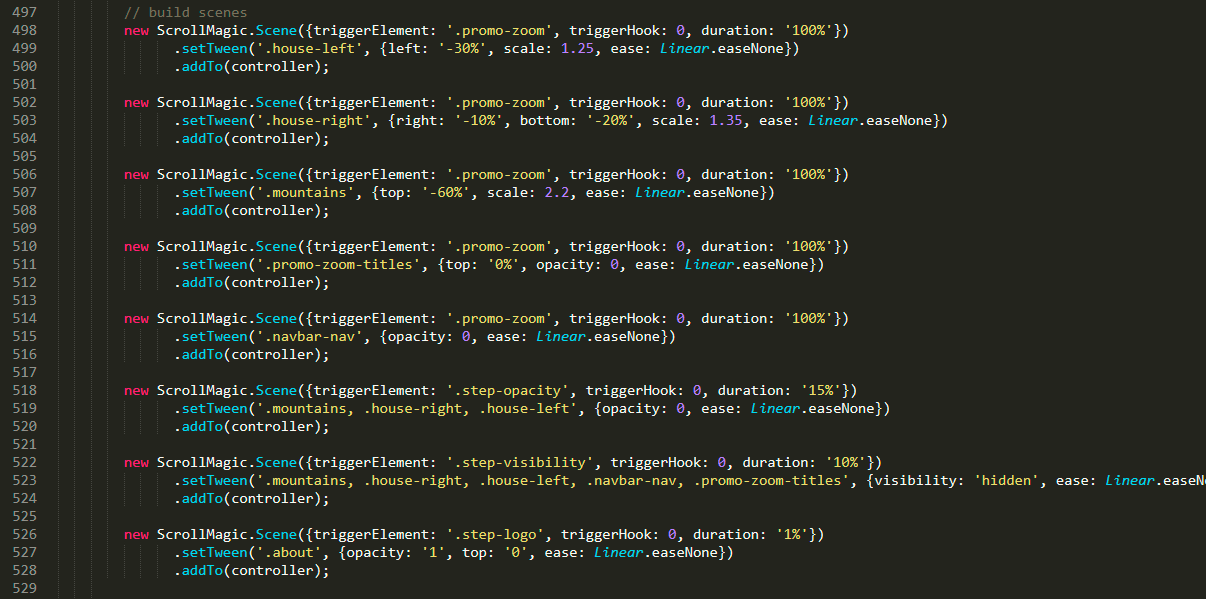 497 // build scenes
498 new ScrollMagic.Scene({triggerElement: '.promo-zoom', triggerHook: 0, duration: '100%'})
499 .setTween('.house-left', {left: '-30%', scale: 1.25, ease: Linear.easeNone})
500 .addTo(controller);
501
502 new ScrollMagic.Scene({triggerElement: '.promo-zoom', triggerHook: 0, duration: '100%'})
503 .setTween('.house-right', {right: '-10%', bottom: '-20%', scale: 1.35, ease: Linear.easeNone})
504 .addTo(controller);
505
506 new ScrollMagic.Scene({triggerElement: '.promo-zoom', triggerHook: 0, duration: '100%'})
507 .setTween('.mountains', {top: '-60%', scale: 2.2, ease: Linear.easeNone})
508 .addTo(controller);
509
510 new ScrollMagic.Scene({triggerElement: '.promo-zoom', triggerHook: 0, duration: '100%'})
511 .setTween('.promo-zoom-titles', {top: '0%', opacity: 0, ease: Linear.easeNone})
512 .addTo(controller);
513
514 new ScrollMagic.Scene({triggerElement: '.promo-zoom', triggerHook: 0, duration: '100%'})
515 .setTween('.navbar-nav', {opacity: 0, ease: Linear.easeNone})
516 .addTo(controller);
517
518 new ScrollMagic.Scene({triggerElement: '.step-opacity', triggerHook: 0, duration: '15%'})
519 .setTween('.mountains, .house-right, .house-left', {opacity: 0, ease: Linear.easeNone})
520 .addTo(controller);
521
522 new ScrollMagic.Scene({triggerElement: '.step-visibility', triggerHook: 0, duration: '10%'})
523 .setTween('.mountains, .house-right, .house-left, .navbar-nav, .promo-zoom-titles', {visibility: 'hidden', ease: Linear.easeN
524 .addTo(controller);
525
526 new ScrollMagic.Scene({triggerElement: '.step-logo', triggerHook: 0, duration: '1%'})
527 .setTween('.about', {opacity: '1', top: '0', ease: Linear.easeNone})
528 .addTo(controller);
529